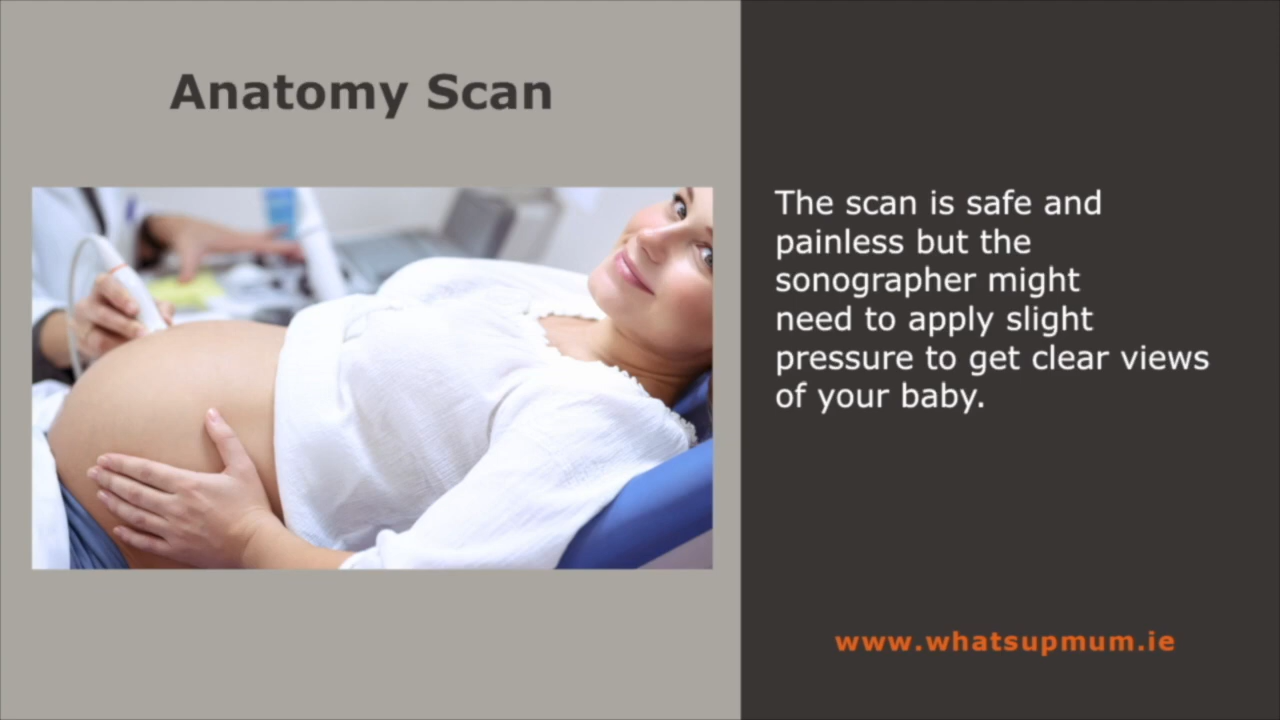 Anatomy Scan
The scan is safe and
painless but the
sonographer might
need to apply slight
pressure to get clear views
of your baby.
www.whatsupmum.ie